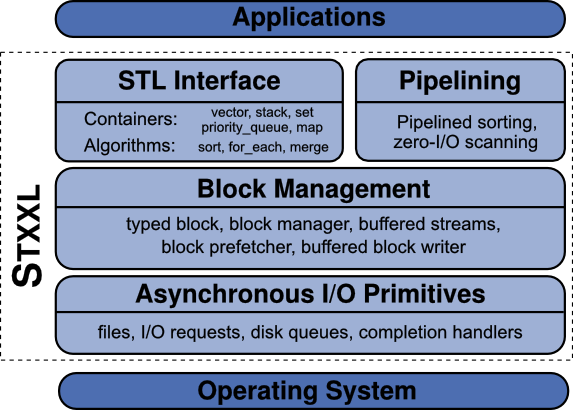 Applications
STL Interface
Containers: vector, stack, set
priority_queue, map
Algorithms: sort, for_each, merge
Pipelining
Pipelined sorting,
zero-I/O scanning
Block Management
typed block, block manager, buffered streams,
block prefetcher, buffered block writer
Asynchronous I/O Primitives
files, I/O requests, disk queues, completion handlers
STXXL
Operating System